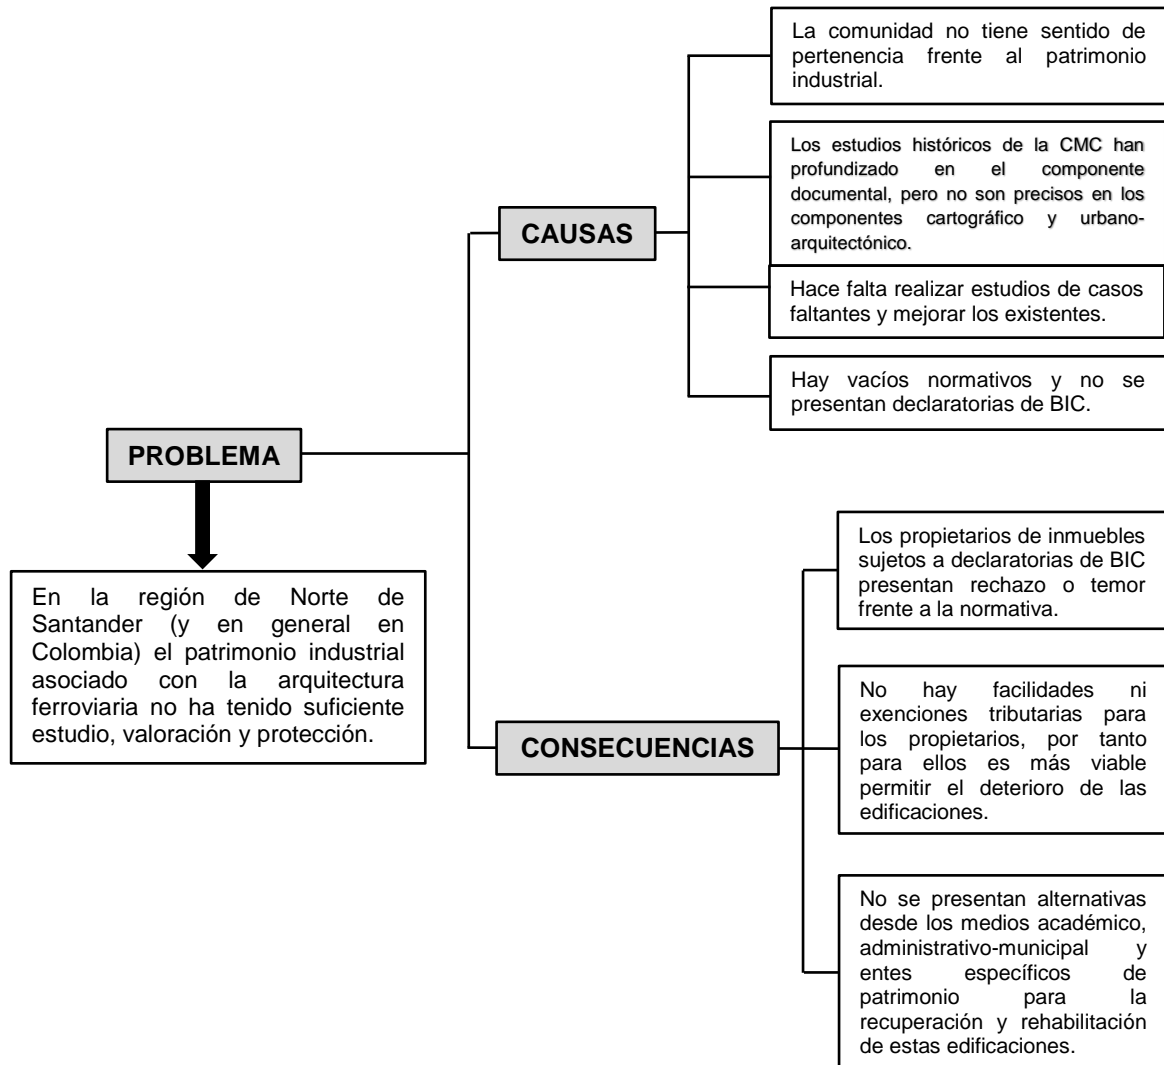 PROBLEMA
En la región de Norte de
Santander (y en general en
Colombia) el patrimonio industrial
asociado con la arquitectura
ferroviaria no ha tenido suficiente
estudio, valoración y protección.
CAUSAS
La comunidad no tiene sentido de
pertenencia frente al patrimonio
industrial.
Los estudios históricos de la CMC han
profundizado en el componente
documental, pero no son precisos en los
componentes cartográfico y urbano-
arquitectónico.
Hace falta realizar estudios de casos
faltantes y mejorar los existentes.
Hay vacíos normativos y no se
presentan declaratorias de BIC.
CONSECUENCIAS
Los propietarios de inmuebles
sujetos a declaratorias de BIC
presentan rechazo o temor
frente a la normativa.
No hay facilidades ni
exenciones tributarias para
los propietarios, por tanto
para ellos es más viable
permitir el deterioro de las
edificaciones.
No se presentan alternativas
desde los medios académico,
administrativo-municipal y
entes específicos de
patrimonio para la
recuperación y rehabilitación
de estas edificaciones.